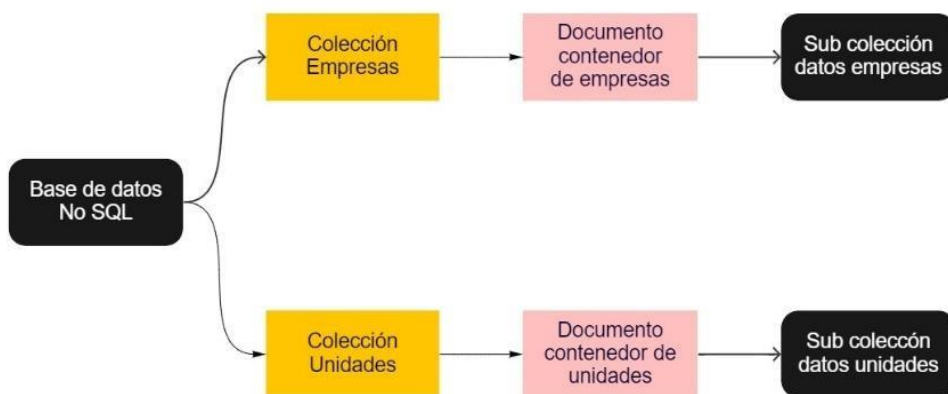 Colección
Empresas
Documento
contenedor
de empresas
Sub colección
datos empresas
Base de datos
No SQL
Colección
Unidades
Documento
contenedor de
unidades
Sub coleccón
datos unidades